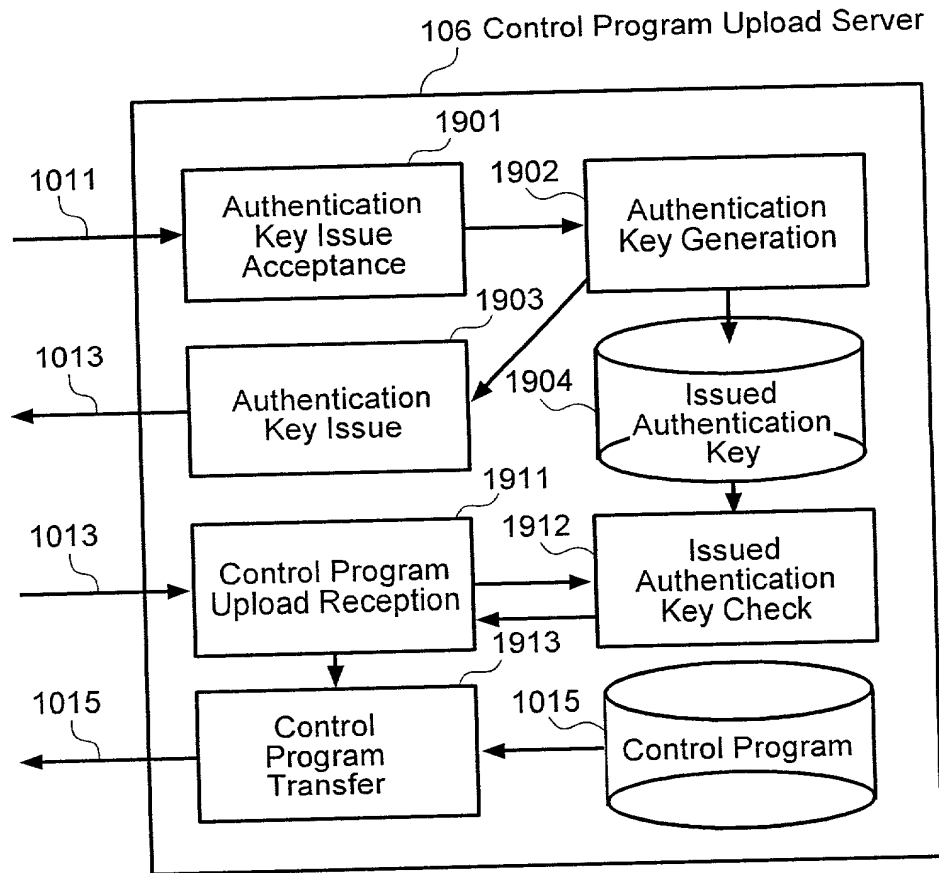 106 Control Program Upload Server
1901
1011
1902
Authentication
Key Issue
Acceptance
Authentication
Key Generation
1903
1013
1904
Authentication
Key Issue
Issued
Authentication
Key
1911
1013
1912
Control Program
Upload Reception
Issued
Authentication
Key Check
1913
1015
1015
Control
Program
Transfer
Control Program